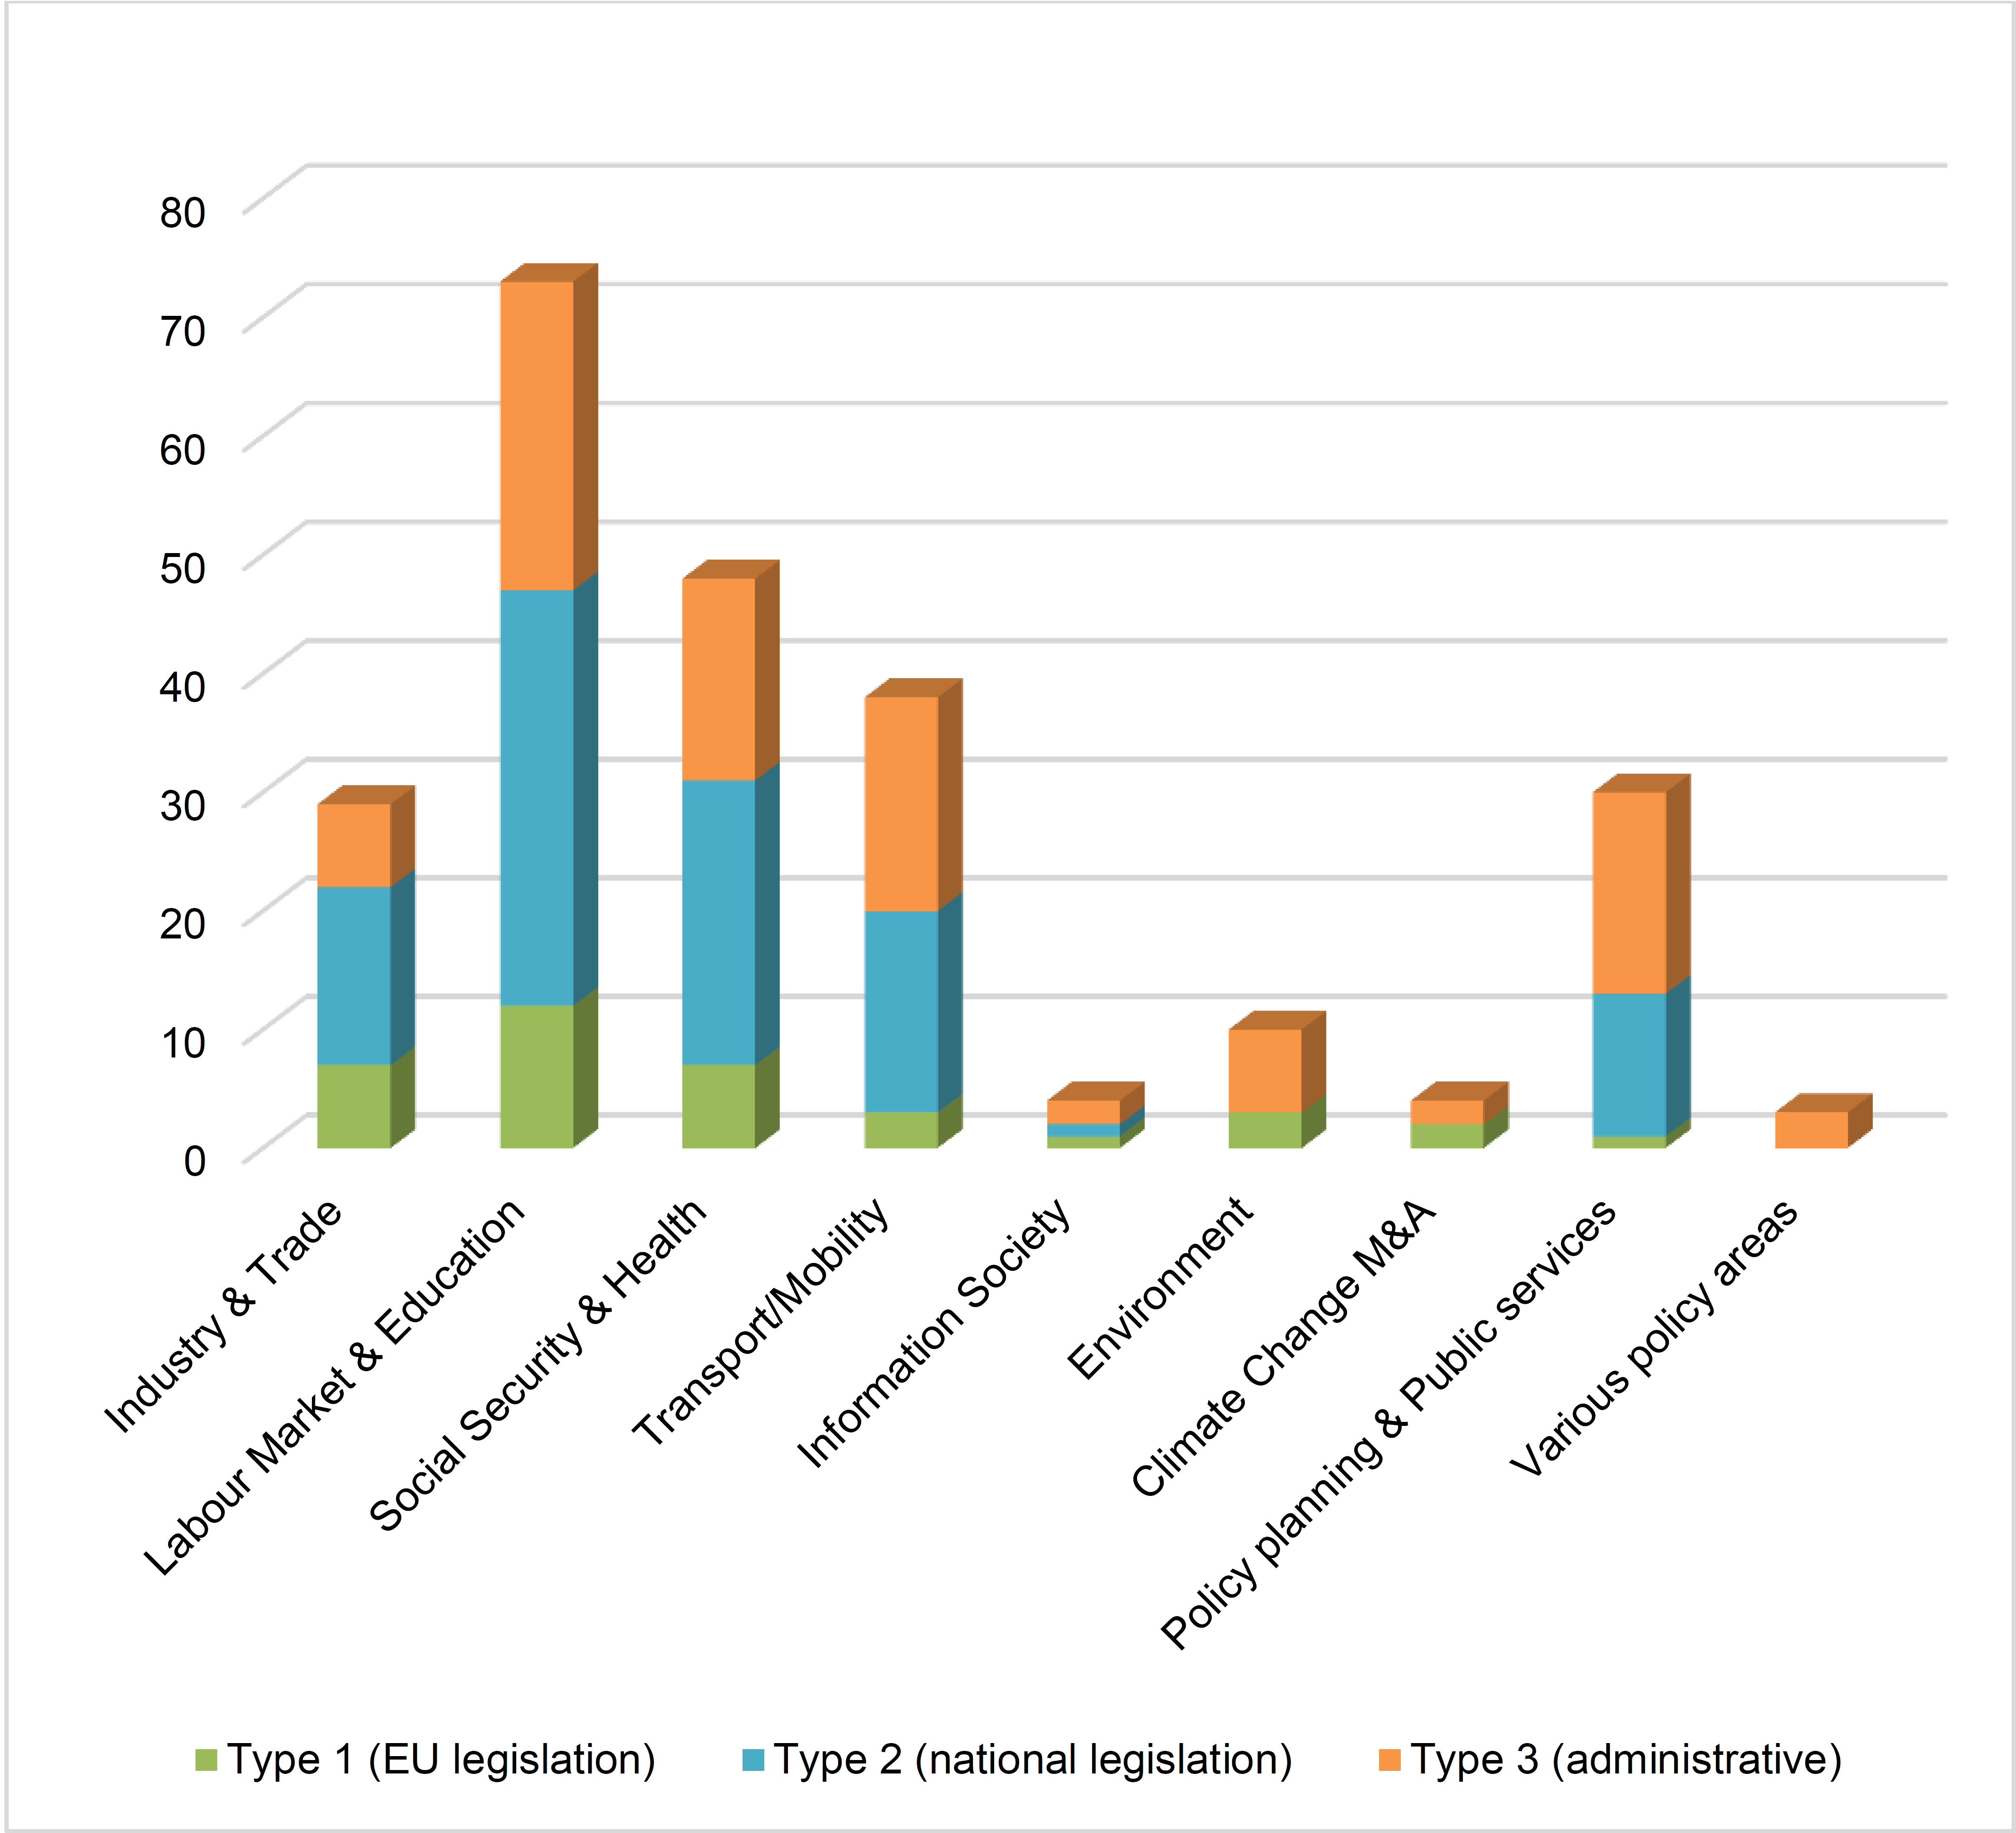 80
70
60
50
40
30
20
10
0
Industry & Trade
Labour Market & Education
Social Security & Health
Transport/Mobility
Information Society
Environment
Climate Change M&A
Policy planning & Public services
Various policy areas
Type 1 (EU legislation) Type 2 (national legislation) Type 3 (administrative)